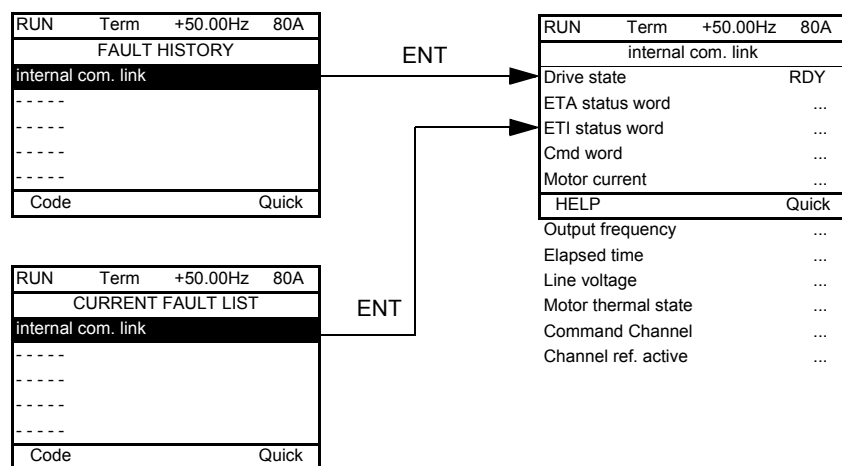 RUN Term +50.00Hz 80A
FAULT HISTORY
internal com. link
- - - - -
- - - - -
- - - - -
- - - - -
Code Quick
ENT
RUN Term +50.00Hz 80A
CURRENT FAULT LIST
internal com. link
- - - - -
- - - - -
- - - - -
- - - - -
Code Quick
ENT
RUN Term +50.00Hz 80A
internal com. link
Drive state RDY
ETA status word ...
ETI status word ...
Cmd word ...
Motor current ...
HELP Quick
Output frequency ...
Elapsed time ...
Line voltage ...
Motor thermal state ...
Command Channel ...
Channel ref. active ...